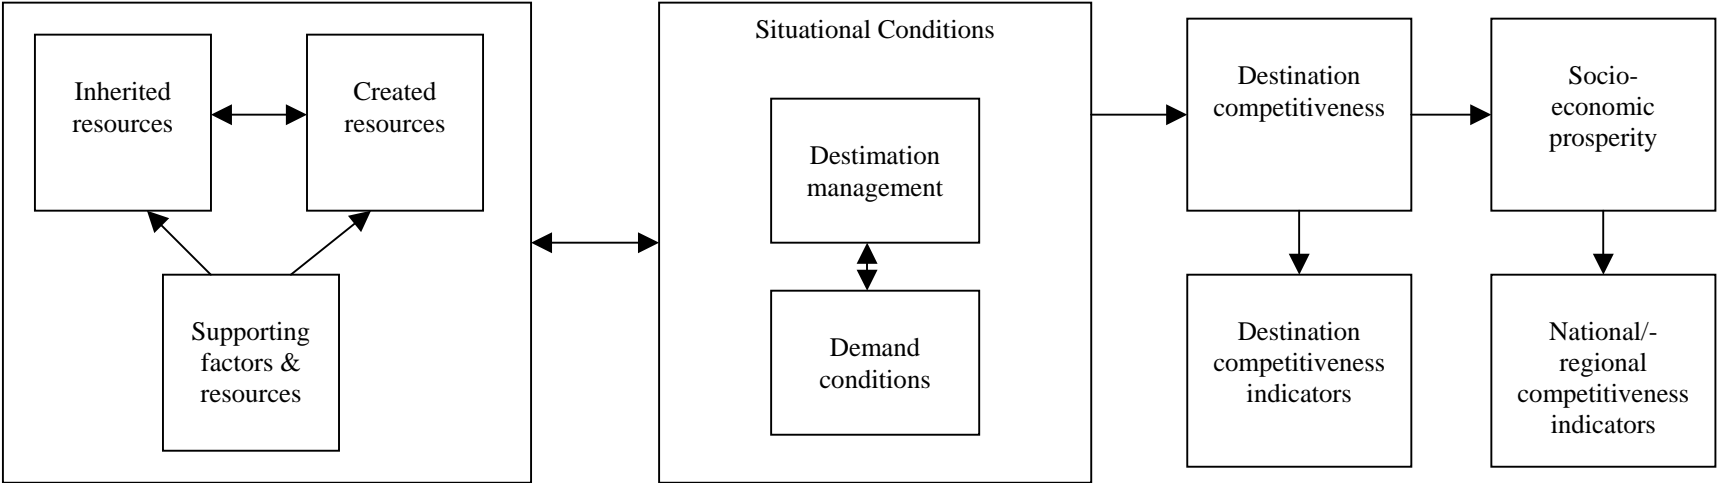 Inherited
resources
Created
resources
Supporting
factors &
resources
Situational Conditions
Destimation
management
Demand
conditions
Destination
competitiveness
Socio-
economic
prosperity
Destination
competitiveness
indicators
National/-
regional
competitiveness
indicators